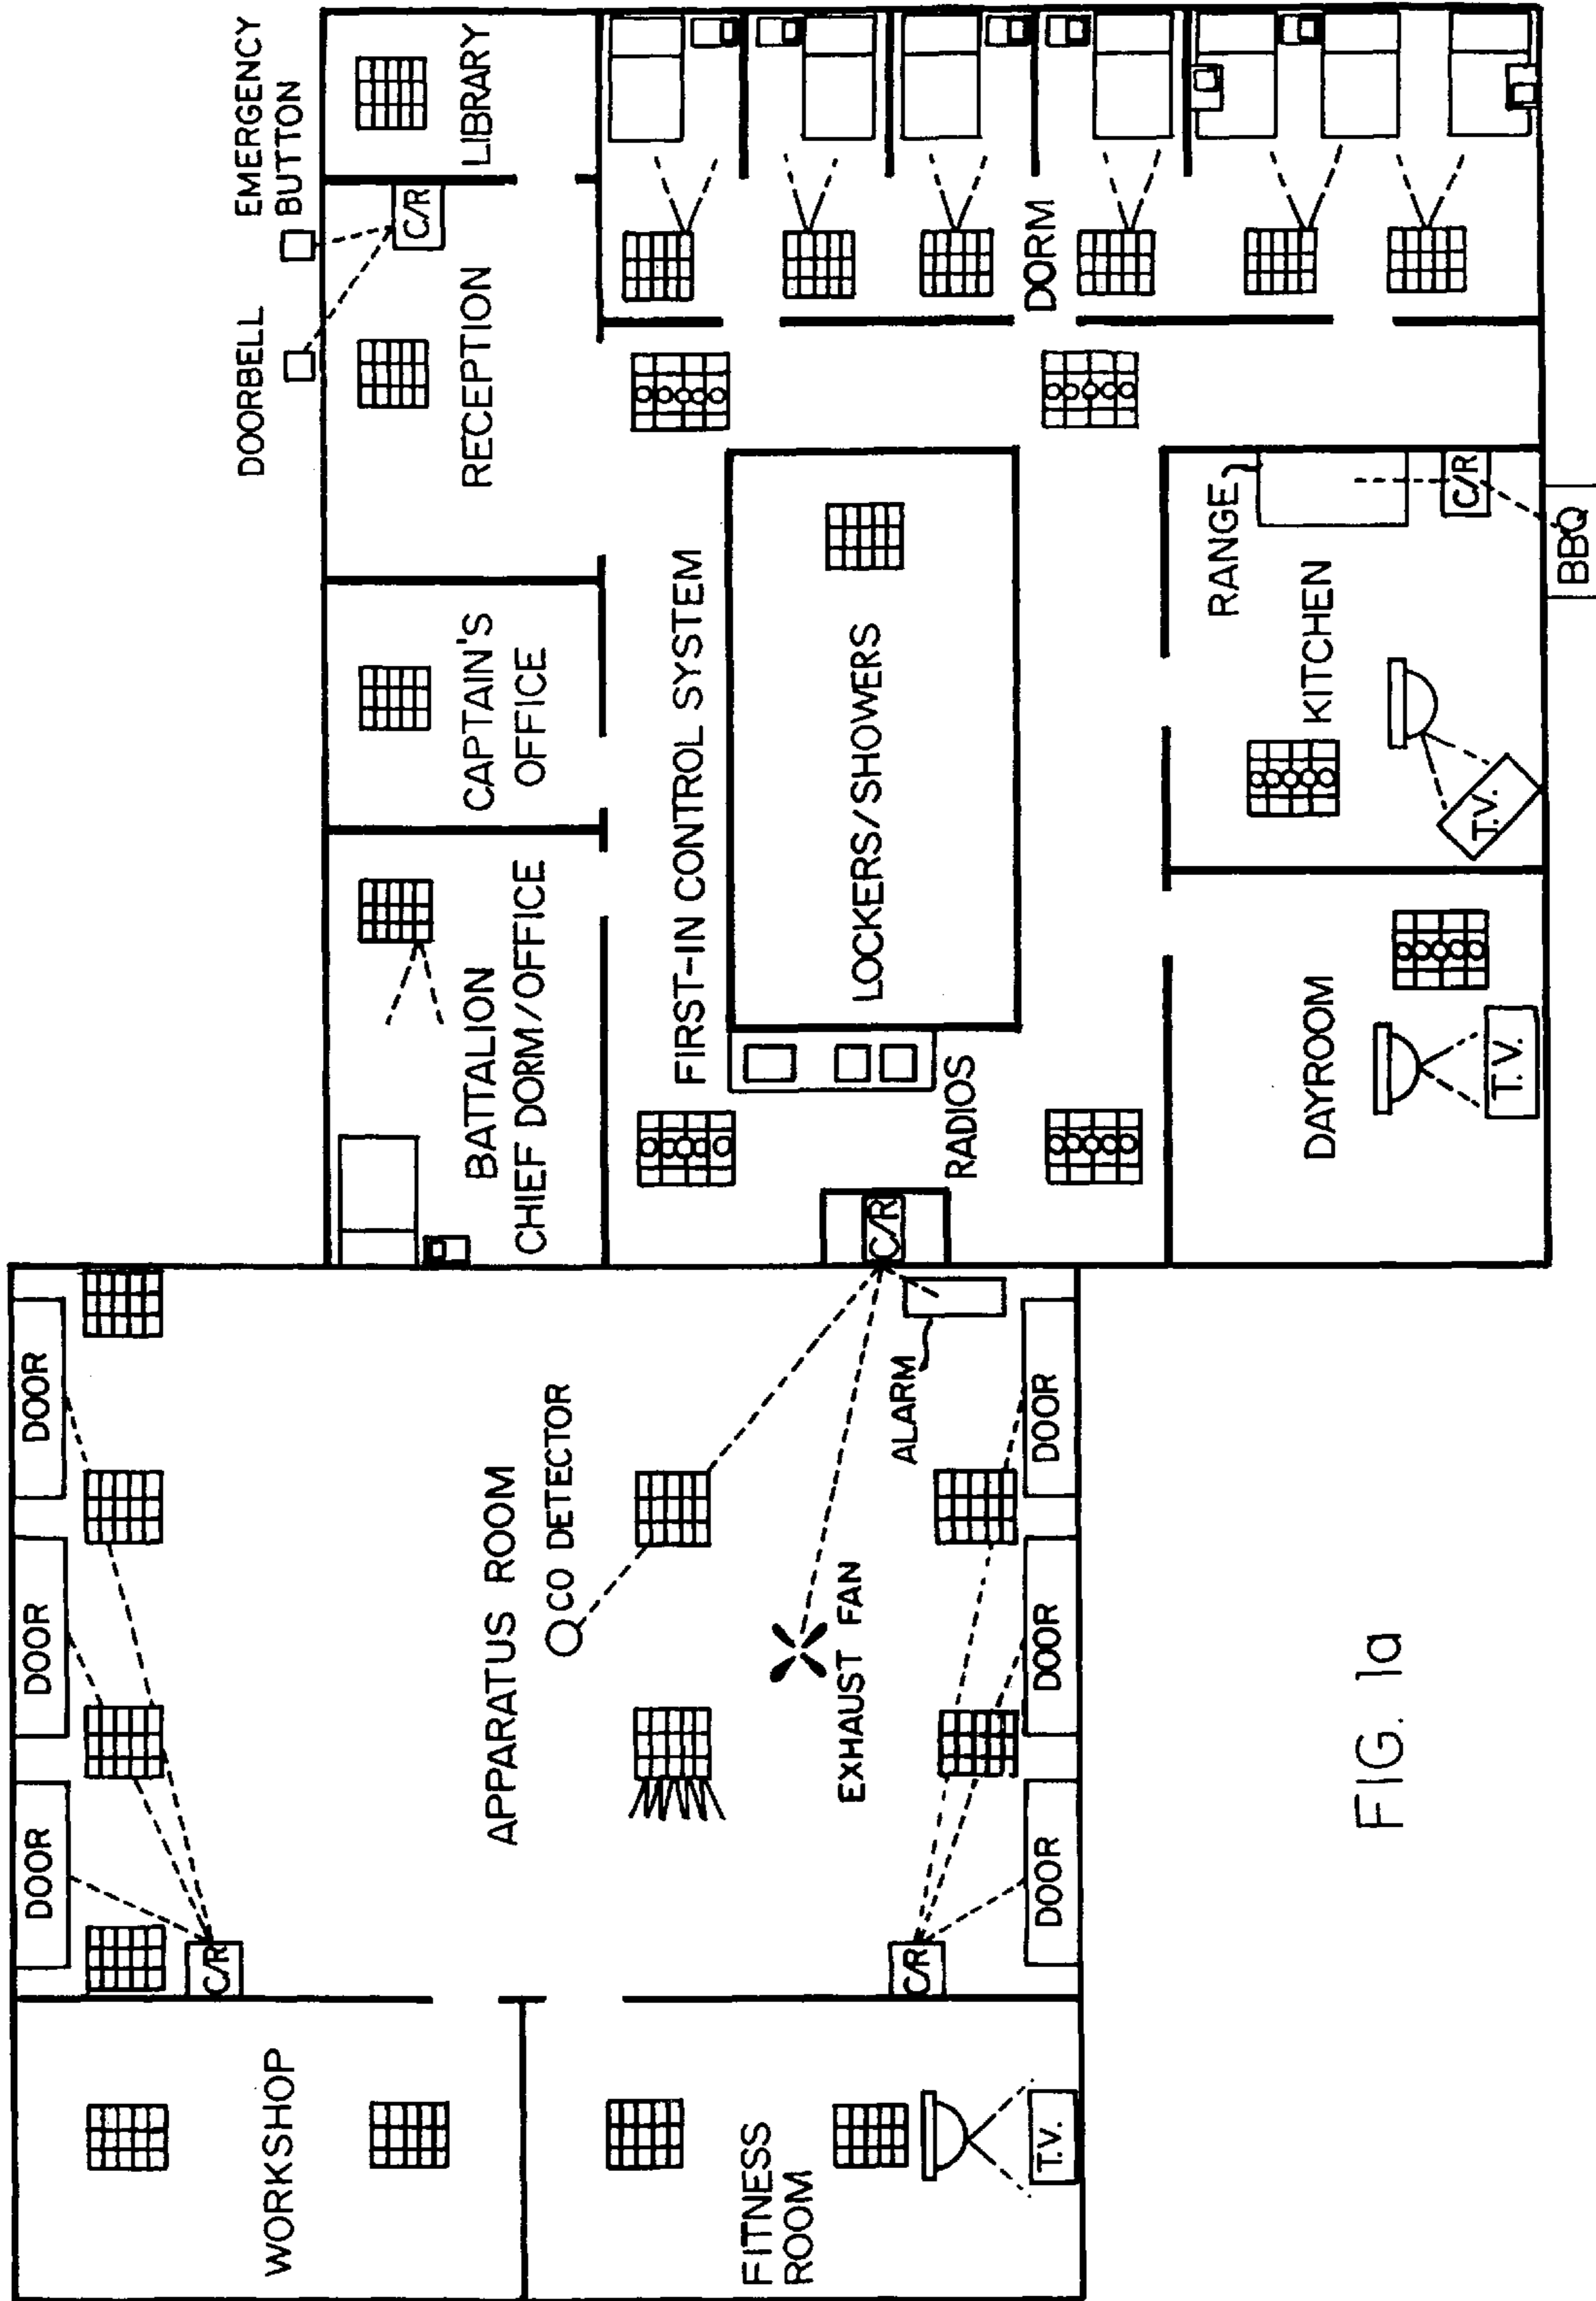 EMERGENCY
BUTTON
DOORBELL
LIBRARY
C/R
RECEPTION
CAPTAIN'S
OFFICE
BATTALION
CHIEF DORM/OFFICE
DORM
FIRST-IN CONTROL SYSTEM
LOCKERS/SHOWERS
RADIOS
C/R
RANGE
C/R
KITCHEN
T.V.
BBQ
DAYROOM
T.V.
DOOR
DOOR
DOOR
C/R
APPARATUS ROOM
CO DETECTOR
EXHAUST FAN
ALARM
C/R
DOOR
DOOR
DOOR
WORKSHOP
FITNESS
ROOM
T.V.
FIG. 1a